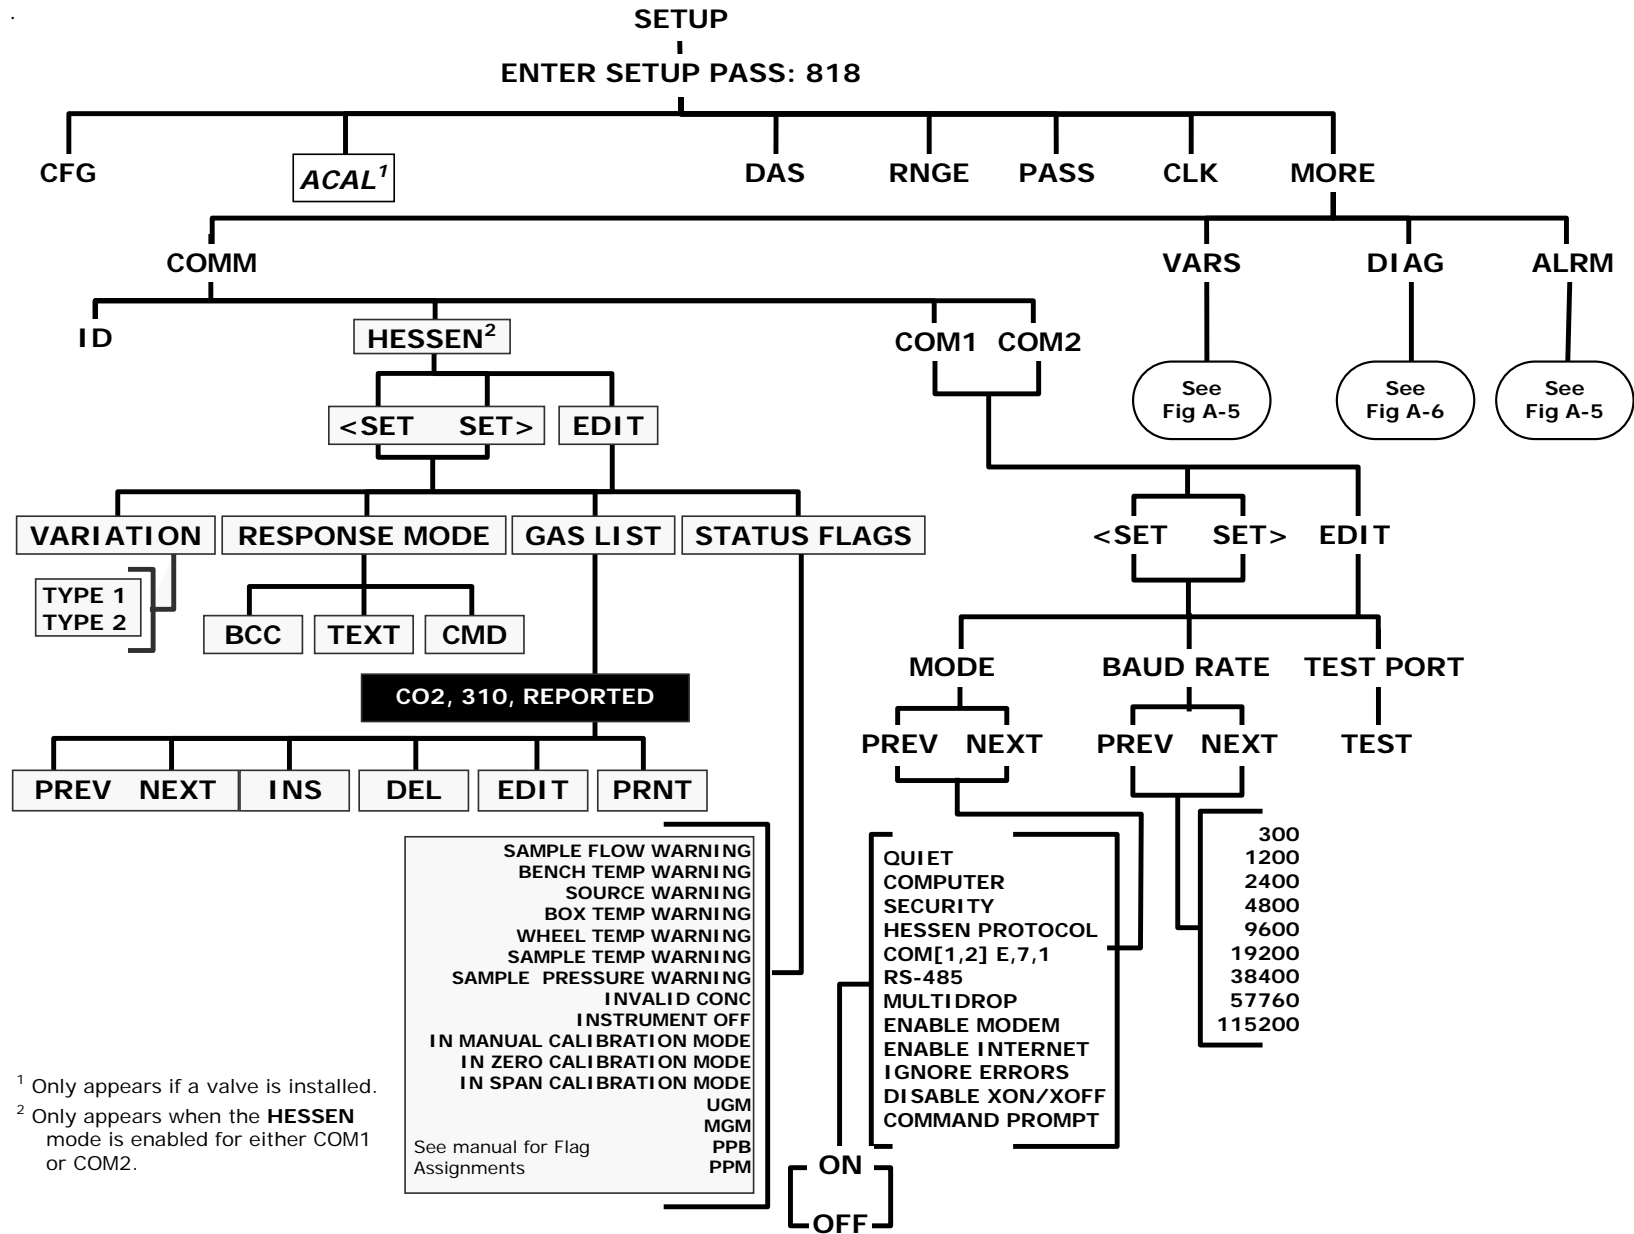 .
SETUP
ENTER SETUP PASS: 818
CFG
ACAL¹
DAS
RNGE
PASS
CLK
MORE
COMM
VARS
DIAG
ALRM
ID
HESSEN²
COM1
COM2
See
Fig A-5
See
Fig A-6
See
Fig A-5
<SET
SET>
EDIT
VARIATION
RESPONSE MODE
GAS LIST
STATUS FLAGS
<SET
SET>
EDIT
TYPE 1
TYPE 2
BCC
TEXT
CMD
MODE
BAUD RATE
TEST PORT
CO2, 310, REPORTED
PREV
NEXT
PREV
NEXT
TEST
PREV
NEXT
INS
DEL
EDIT
PRNT
SAMPLE FLOW WARNING
BENCH TEMP WARNING
SOURCE WARNING
BOX TEMP WARNING
WHEEL TEMP WARNING
SAMPLE TEMP WARNING
SAMPLE PRESSURE WARNING
INVALID CONC
INSTRUMENT OFF
IN MANUAL CALIBRATION MODE
IN ZERO CALIBRATION MODE
IN SPAN CALIBRATION MODE
UGM
MGM
PPB
PPM
See manual for Flag
Assignments
QUIET
COMPUTER
SECURITY
HESSEN PROTOCOL
COM[1,2] E,7,1
RS-485
MULTIDROP
ENABLE MODEM
ENABLE INTERNET
IGNORE ERRORS
DISABLE XON/XOFF
COMMAND PROMPT
ON
OFF
300
1200
2400
4800
9600
19200
38400
57760
115200
¹ Only appears if a valve is installed.
² Only appears when the HESSEN
mode is enabled for either COM1
or COM2.